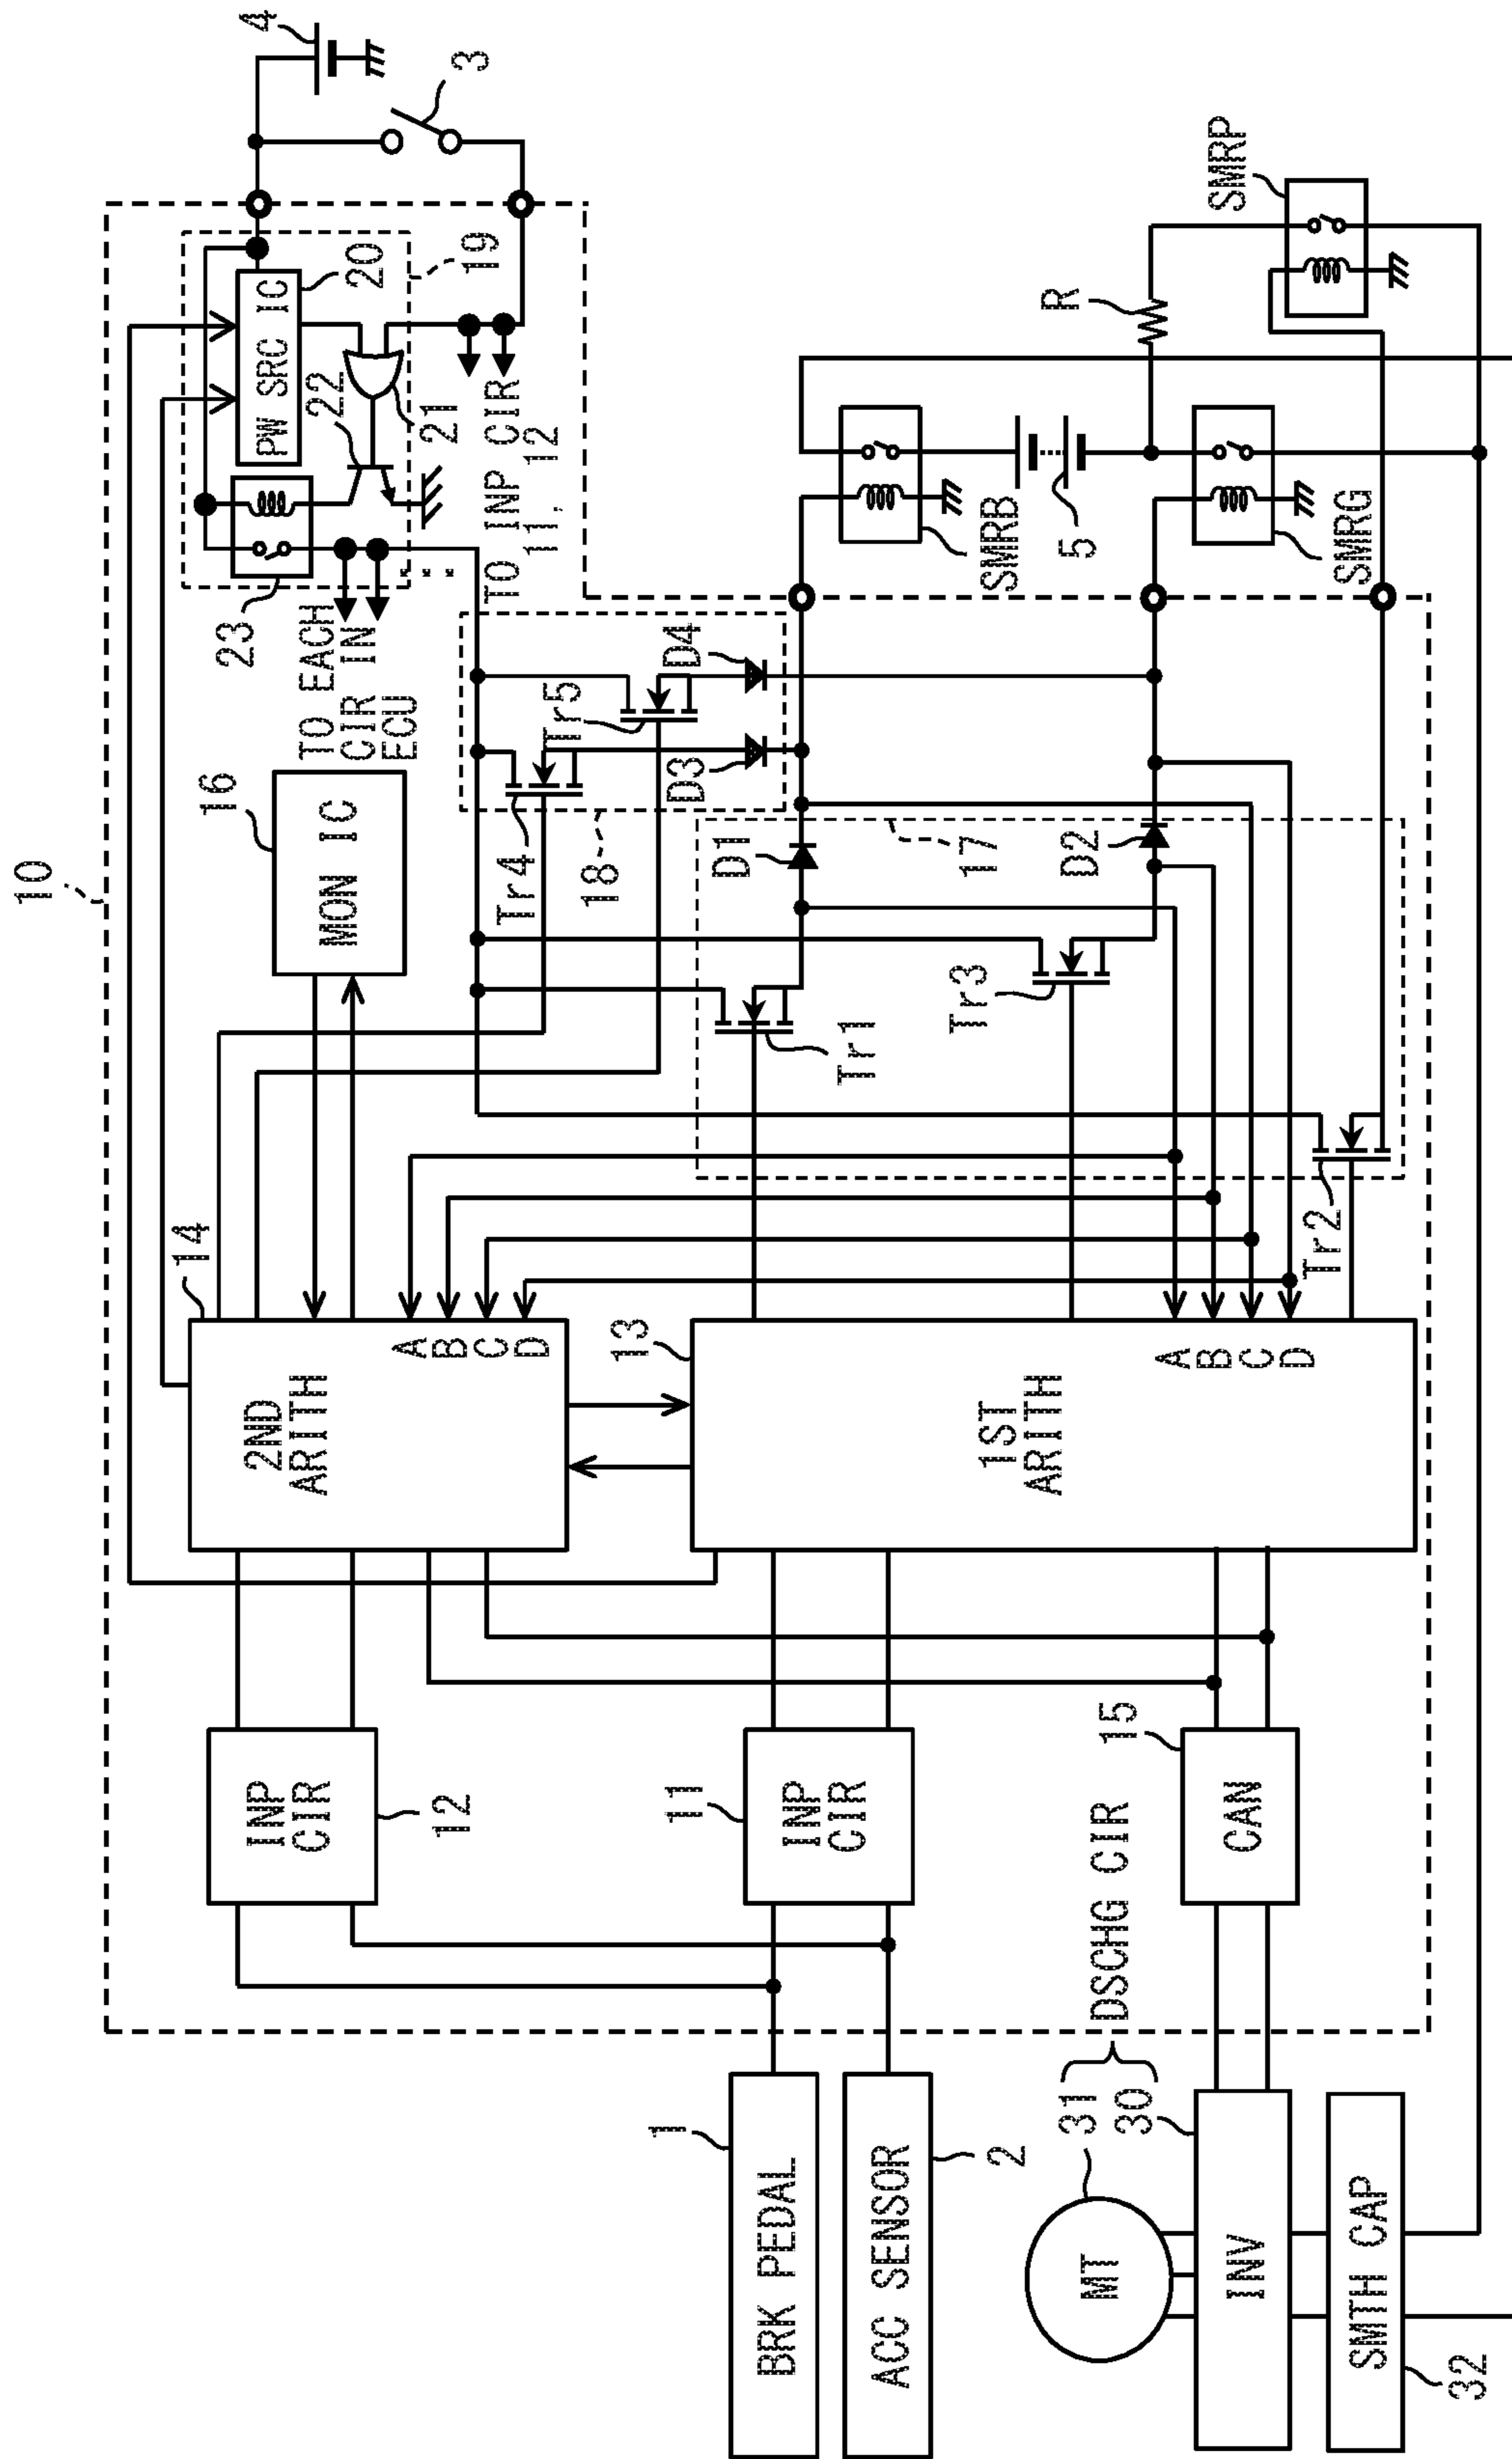 10
14
16
MON IC
23
TO EACH
CIR IN
ECU
PW SRC IC
20
22
21
19
4
3
TO INP CIR
11, 12
2ND
ARITH
A
B
C
D
INP
CIR
12
Tr4
Tr5
D3
D4
18
17
D1
D2
Tr1
Tr3
Tr2
SMRB
5
SMRG
R
SMRP
13
1ST
ARITH
A
B
C
D
11
INP
CIR
15
CAN
DSCHG CIR
31
30
1
BRK PEDAL
2
ACC SENSOR
MT
INV
SMTH CAP
32